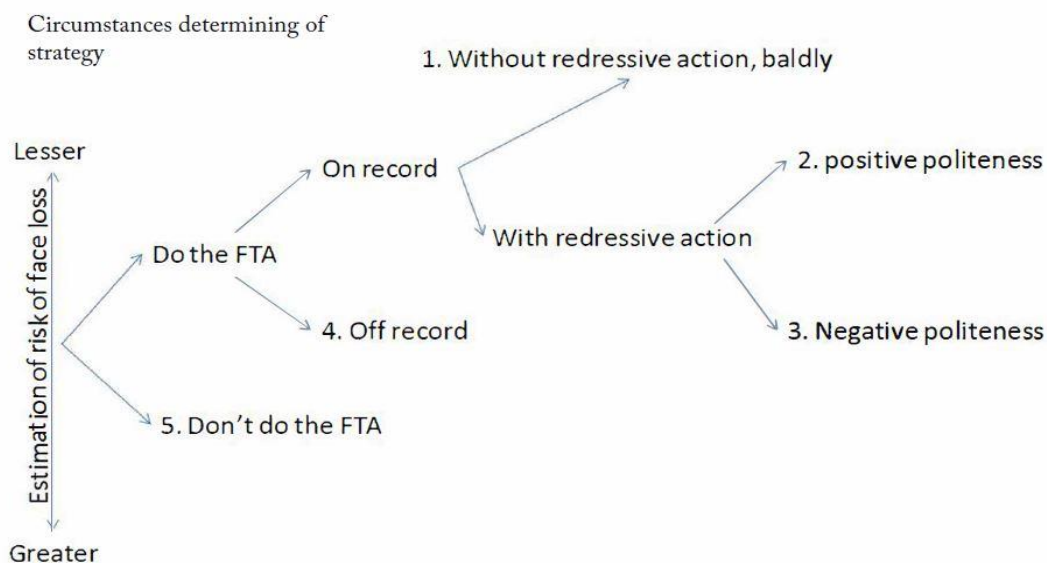 Circumstances determining of
strategy
1. Without redressive action, baldly
Lesser
On record
2. positive politeness
With redressive action
Do the FTA
Estimation of risk of face loss
4. Off record
3. Negative politeness
5. Don't do the FTA
Greater